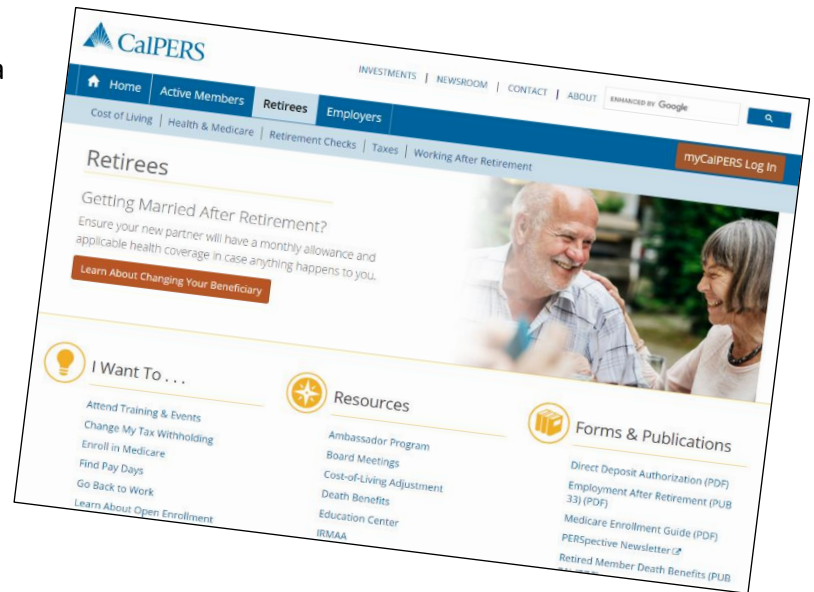 a
CalPERS
INVESTMENTS | NEWSROOM | CONTACT | ABOUT
ENHANCED BY Google
Home
Active Members
Retirees
Employers
myCalPERS Log In
Cost of Living | Health & Medicare | Retirement Checks | Taxes | Working After Retirement
Retirees
Getting Married After Retirement?
Ensure your new partner will have a monthly allowance and
applicable health coverage in case anything happens to you.
Learn About Changing Your Beneficiary
I Want To . . .
Attend Training & Events
Change My Tax Withholding
Enroll in Medicare
Find Pay Days
Go Back to Work
Learn About Open Enrollment
Resources
Ambassador Program
Board Meetings
Cost-of-Living Adjustment
Death Benefits
Education Center
IRMAA
Forms & Publications
Direct Deposit Authorization (PDF)
Employment After Retirement (PUB
33) (PDF)
Medicare Enrollment Guide (PDF)
PERSpective Newsletter
Retired Member Death Benefits (PUB